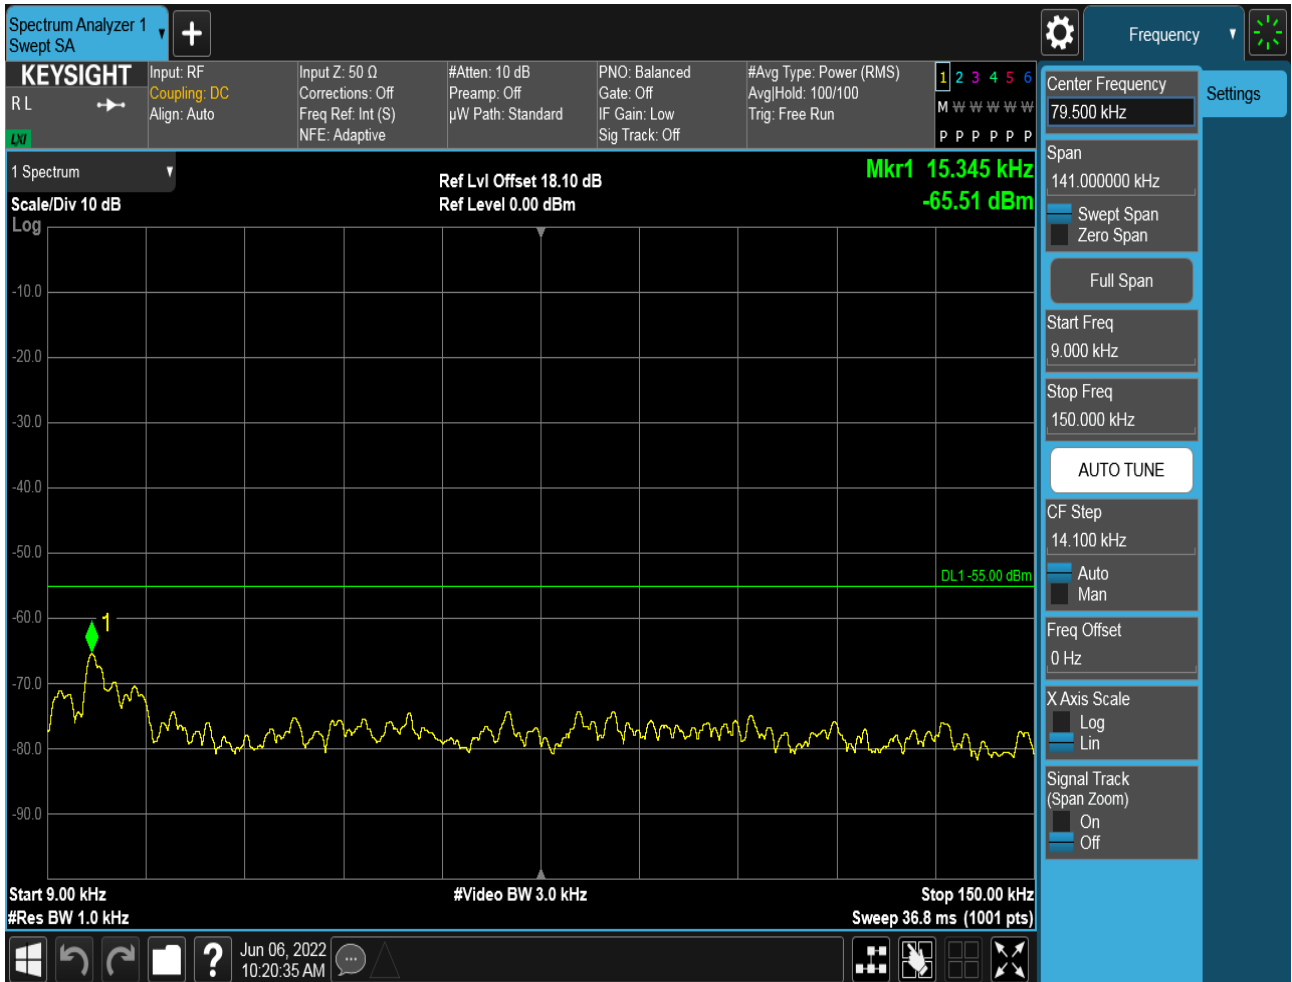 Spectrum Analyzer 1
Swept SA
Frequency
KEYSIGHT
R L
LXI
Input: RF
Coupling: DC
Align: Auto
Input Z: 50 Ω
Corrections: Off
Freq Ref: Int (S)
NFE: Adaptive
#Atten: 10 dB
Preamp: Off
µW Path: Standard
PNO: Balanced
Gate: Off
IF Gain: Low
Sig Track: Off
#Avg Type: Power (RMS)
Avg|Hold: 100/100
Trig: Free Run
1 2 3 4 5 6
M W W W W W
P P P P P P
1 Spectrum
Scale/Div 10 dB
Log
Ref Lvl Offset 18.10 dB
Ref Level 0.00 dBm
Mkr1 15.345 kHz
-65.51 dBm
-10.0
-20.0
-30.0
-40.0
-50.0
DL1 -55.00 dBm
-60.0
1
-70.0
-80.0
-90.0
Start 9.00 kHz
#Video BW 3.0 kHz
Stop 150.00 kHz
#Res BW 1.0 kHz
Sweep 36.8 ms (1001 pts)
Center Frequency
79.500 kHz
Settings
Span
141.000000 kHz
Swept Span
Zero Span
Full Span
Start Freq
9.000 kHz
Stop Freq
150.000 kHz
AUTO TUNE
CF Step
14.100 kHz
Auto
Man
Freq Offset
0 Hz
X Axis Scale
Log
Lin
Signal Track
(Span Zoom)
On
Off
?
Jun 06, 2022
10:20:35 AM